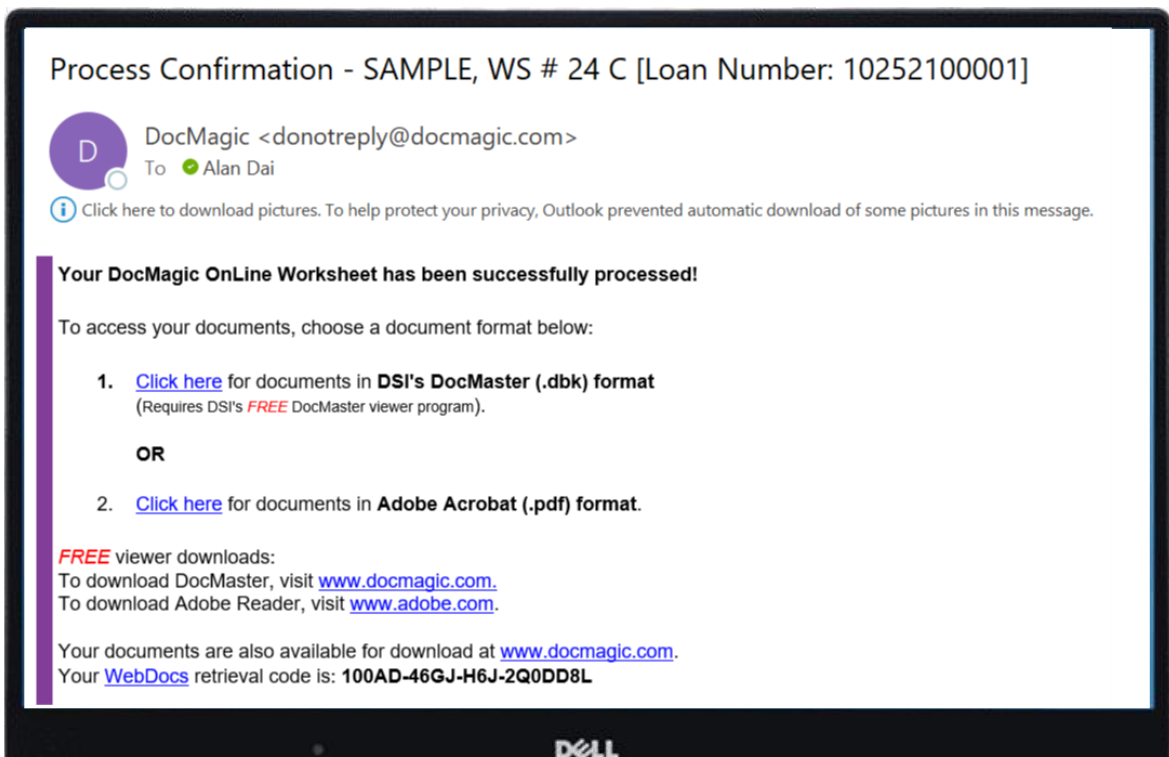 Process Confirmation - SAMPLE, WS # 24 C [Loan Number: 10252100001]
D
DocMagic <donotreply@docmagic.com>
To Alan Dai
Click here to download pictures. To help protect your privacy, Outlook prevented automatic download of some pictures in this message.
Your DocMagic OnLine Worksheet has been successfully processed!
To access your documents, choose a document format below:
1. Click here for documents in DSI's DocMaster (.dbk) format
(Requires DSI's FREE DocMaster viewer program).
OR
2. Click here for documents in Adobe Acrobat (.pdf) format.
FREE viewer downloads:
To download DocMaster, visit www.docmagic.com.
To download Adobe Reader, visit www.adobe.com.
Your documents are also available for download at www.docmagic.com.
Your WebDocs retrieval code is: 100AD-46GJ-H6J-2Q0DD8L
DELL